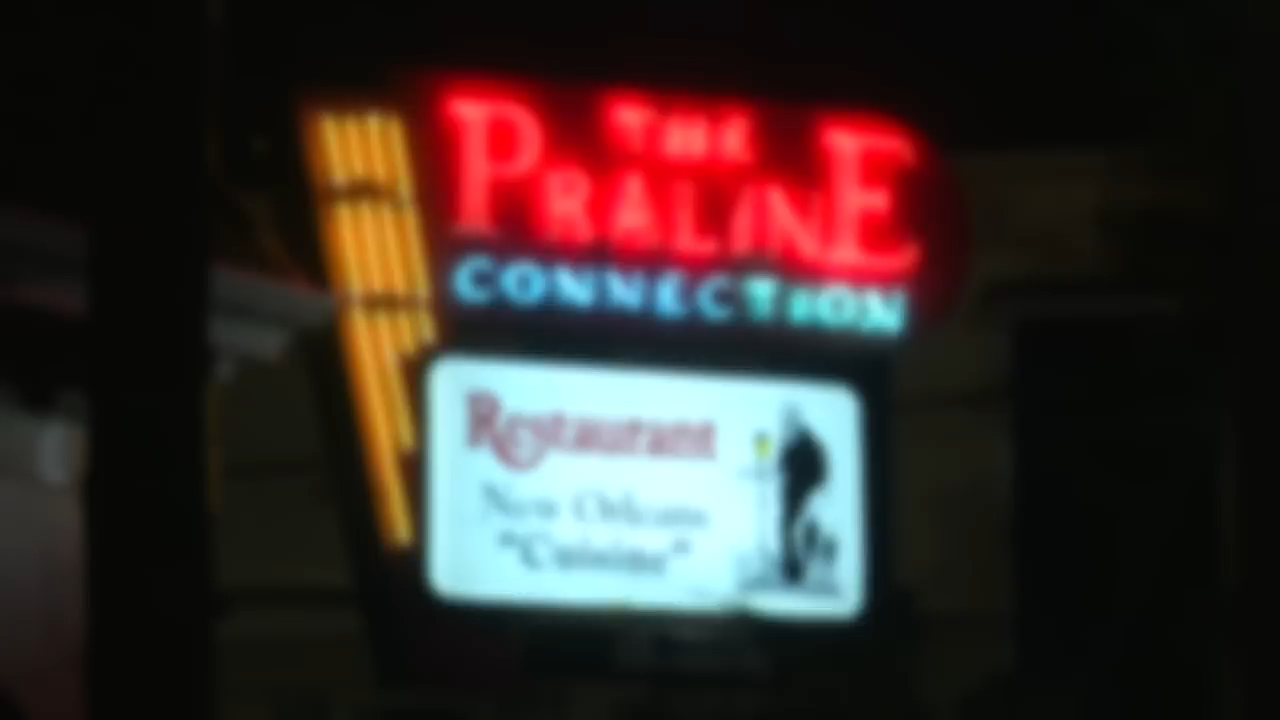 THE
PRALINE
CONNECTION
Restaurant
New Orleans
"Cuisine"